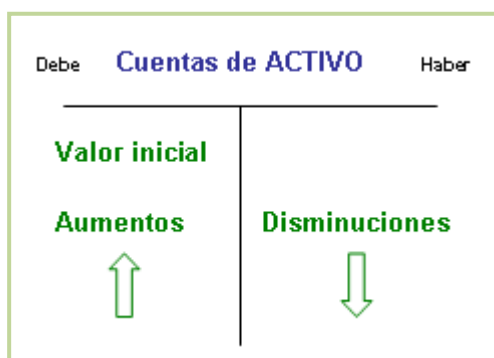 Debe Cuentas de ACTIVO Haber
Valor inicial
Aumentos Disminuciones